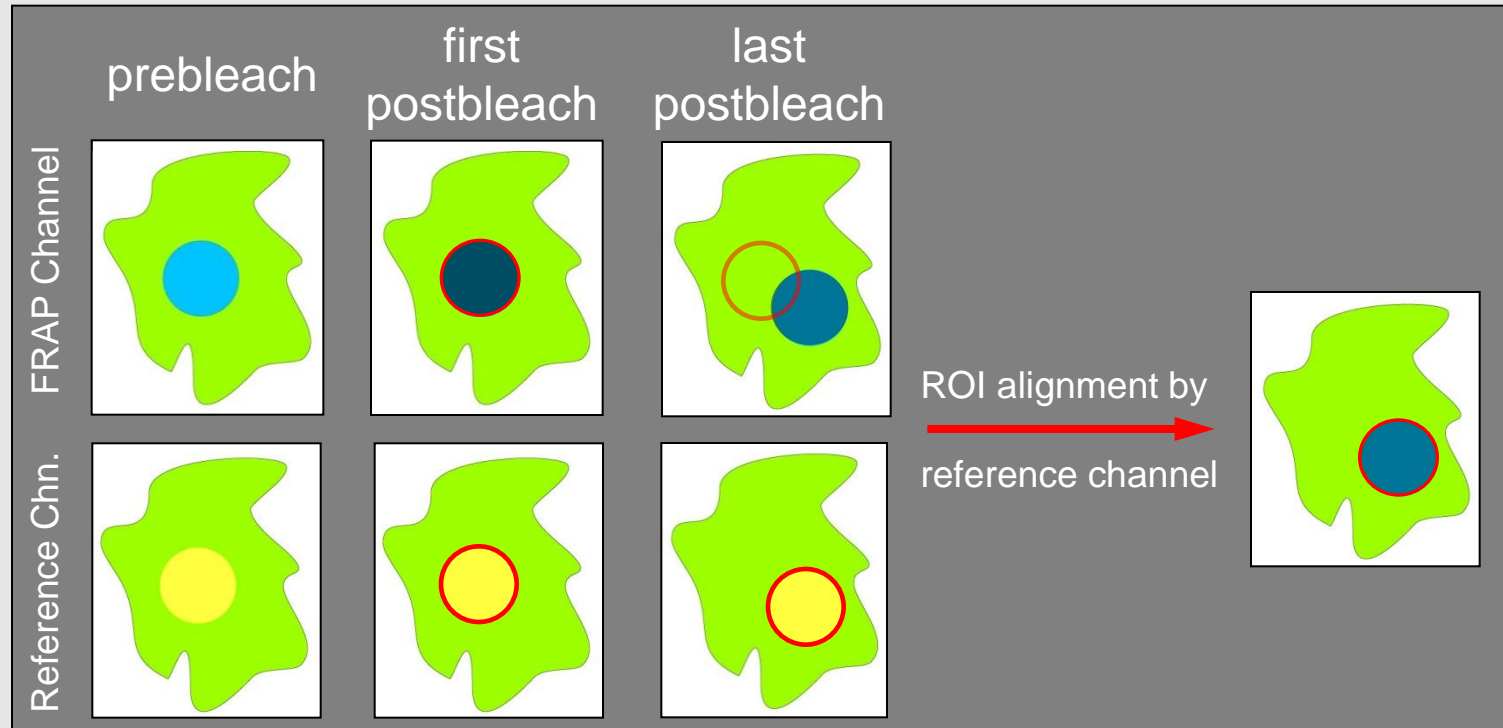 prebleach
first
postbleach
last
postbleach
FRAP Channel
Reference Chn.
ROI alignment by
reference channel